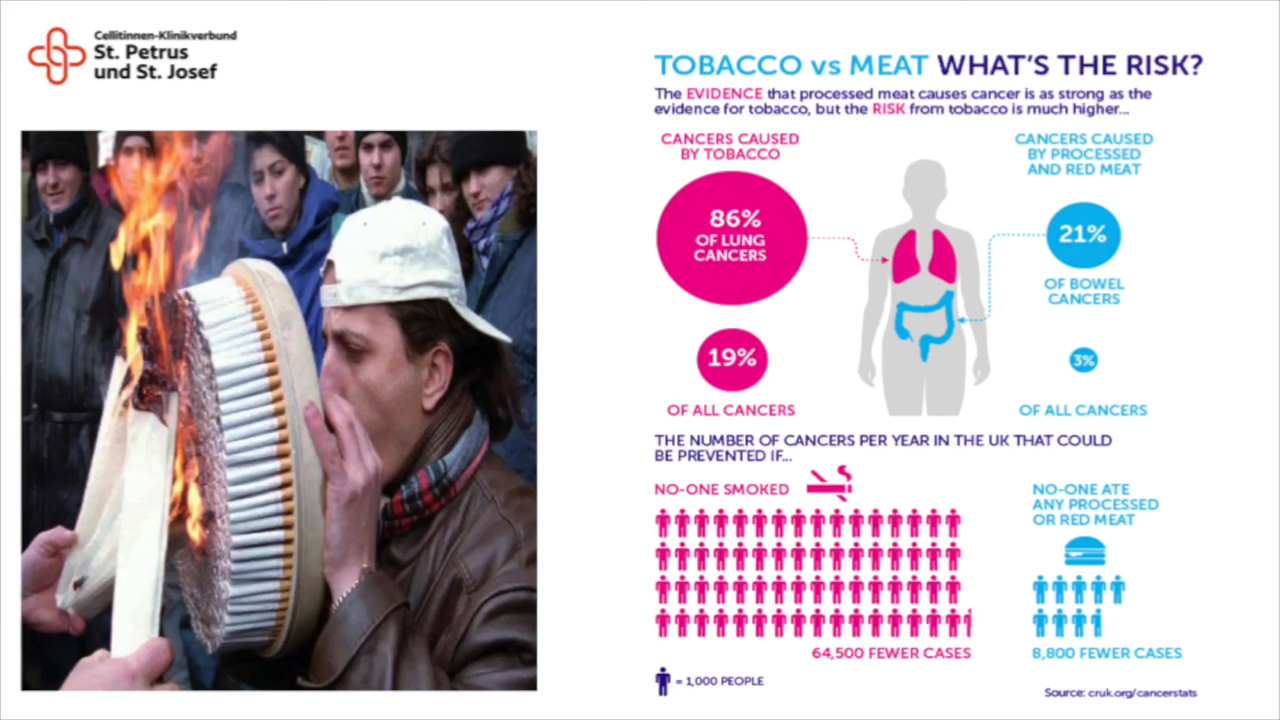 Cellitinnen-Klinikverbund
St. Petrus
und St. Josef
TOBACCO vs MEAT WHAT'S THE RISK?
The EVIDENCE that processed meat causes cancer is as strong as the
evidence for tobacco, but the RISK from tobacco is much higher...
CANCERS CAUSED
BY TOBACCO
86%
OF LUNG
CANCERS
19%
OF ALL CANCERS
CANCERS CAUSED
BY PROCESSED
AND RED MEAT
21%
OF BOWEL
CANCERS
3%
OF ALL CANCERS
THE NUMBER OF CANCERS PER YEAR IN THE UK THAT COULD
BE PREVENTED IF...
NO-ONE SMOKED
64,500 FEWER CASES
NO-ONE ATE
ANY PROCESSED
OR RED MEAT
8,800 FEWER CASES
= 1,000 PEOPLE
Source: cruk.org/cancerstats